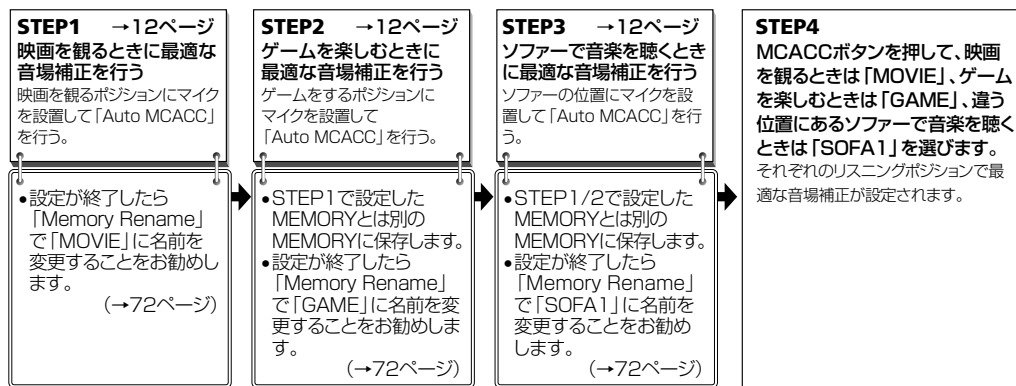 STEP1 →12ページ
映画を観るときに最適な
音場補正を行う
映画を観るポジションにマイク
を設置して「Auto MCACC」
を行う。
•設定が終了したら
「Memory Rename」
で「MOVIE」に名前を
変更することをお勧めし
ます。
(→72ページ)
STEP2 →12ページ
ゲームを楽しむときに
最適な音場補正を行う
ゲームをするポジションに
マイクを設置して
「Auto MCACC」を行う。
•STEP1で設定した
MEMORYとは別の
MEMORYに保存します。
•設定が終了したら
「Memory Rename」
で「GAME」に名前を変
更することをお勧めしま
す。
(→72ページ)
STEP3 →12ページ
ソファーで音楽を聴くとき
に最適な音場補正を行う
ソファーの位置にマイクを設
置して「Auto MCACC」を行
う。
•STEP1/2で設定した
MEMORYとは別の
MEMORYに保存します。
•設定が終了したら
「Memory Rename」
で「SOFA1」に名前を
変更することをお勧め
します。
(→72ページ)
STEP4
MCACCボタンを押して、映画
を観るときは「MOVIE」、ゲーム
を楽しむときは「GAME」、違う
位置にあるソファーで音楽を聴く
ときは「SOFA1」を選びます。
それぞれのリスニングポジションで最
適な音場補正が設定されます。